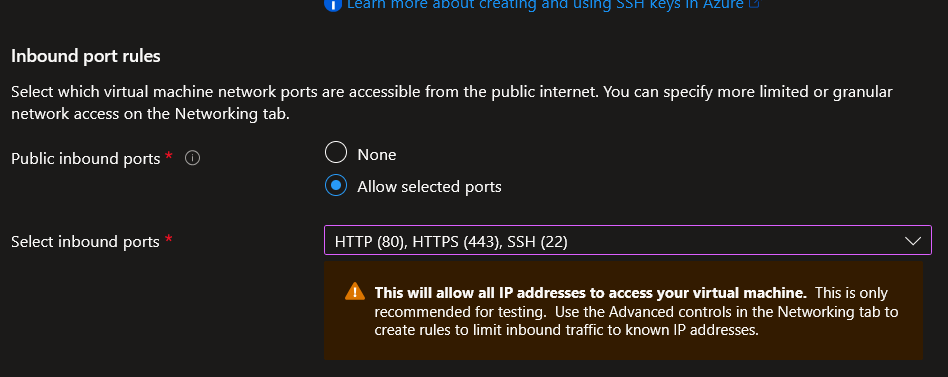 Learn more about creating and using SSH keys in Azure
Inbound port rules
Select which virtual machine network ports are accessible from the public internet. You can specify more limited or granular
network access on the Networking tab.
Public inbound ports *
None
Allow selected ports
Select inbound ports *
HTTP (80), HTTPS (443), SSH (22)
This will allow all IP addresses to access your virtual machine. This is only
recommended for testing. Use the Advanced controls in the Networking tab to
create rules to limit inbound traffic to known IP addresses.